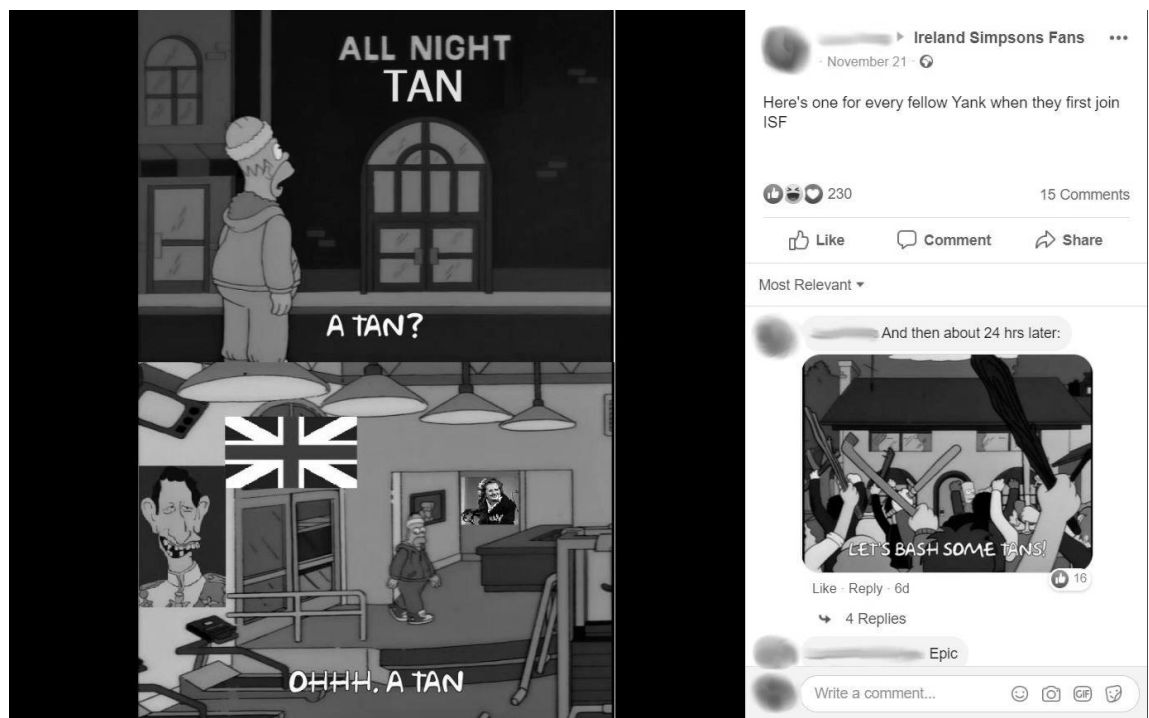 ALL NIGHT
TAN
A TAN?
OHHH. A TAN
Ireland Simpsons Fans
· November 21 ·
Here's one for every fellow Yank when they first join
ISF
230
15 Comments
Like
Comment
Share
Most Relevant
And then about 24 hrs later:
LET'S BASH SOME TANS!
16
Like · Reply · 6d
4 Replies
Epic
Write a comment...
GIF